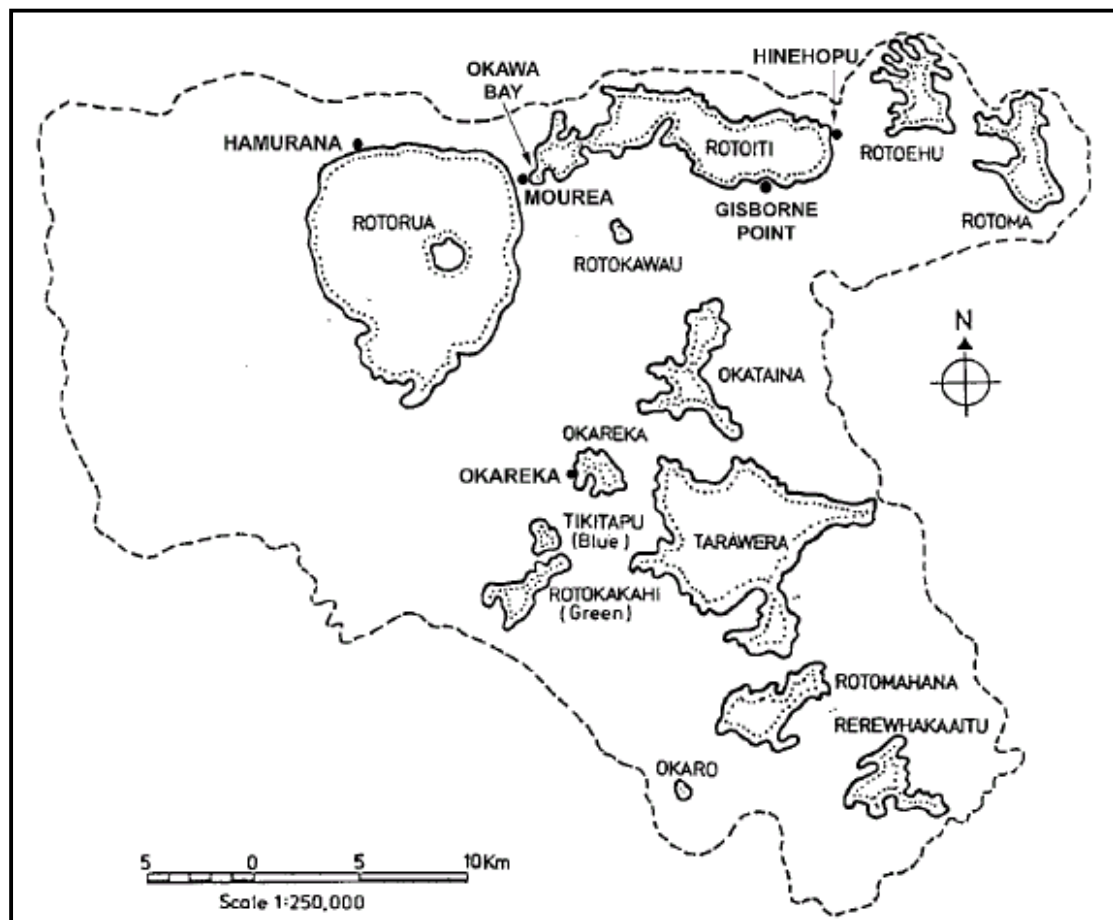 HINEHOPU
OKAWA
BAY
HAMURANA
ROTOITI
ROTOEHU
MOUREA
GISBORNE
POINT
ROTORUA
ROTOMA
ROTOKAWAU
N
OKATAINA
OKAREKA
OKAREKA
TIKITAPU
(Blue)
TARAWERA
ROTOKAKAHI
(Green)
ROTOMAHANA
REREWHAKAAITU
OKARO
5 0 5 10Km
Scale 1:250,000